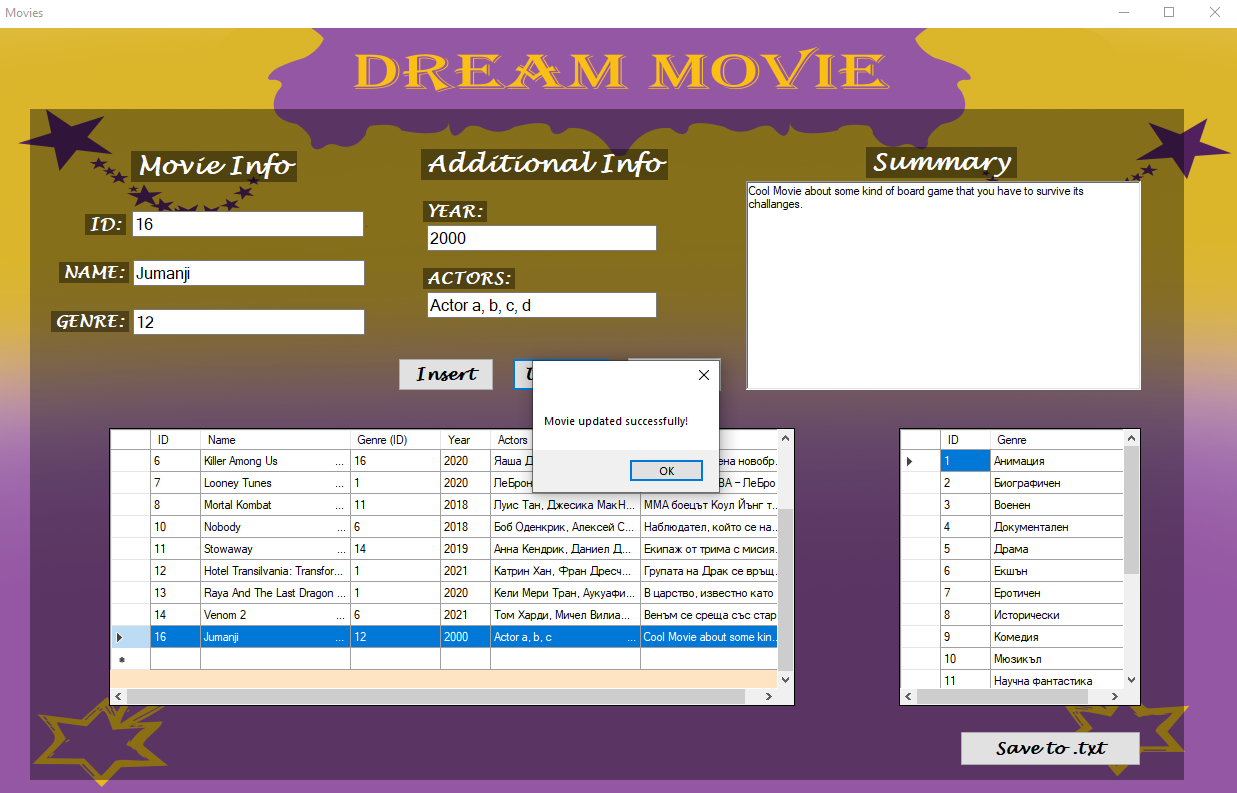 Movies
DREAM MOVIE
Movie Info
Additional Info
Summary
ID: 16
NAME: Jumanji
GENRE: 12
YEAR:
2000
ACTORS:
Actor a, b, c, d
Cool Movie about some kind of board game that you have to survive its
challanges.
Insert
Movie updated successfully!
OK
ID Name Genre (ID) Year Actors
6 Killer Among Us ... 16 2020 Яаша Д ена новобр.
7 Looney Tunes ... 1 2020 ЛеБрон BA – ЛеБро
8 Mortal Kombat ... 11 2018 Луис Тан, Джесика МакН... ММА боецът Коул Йънг т..
10 Nobody ... 6 2018 Боб Оденкрик, Алексей С... Наблюдател, който се на..
11 Stowaway ... 14 2019 Анна Кендрик, Даниел Д... Екипаж от трима с мисия.
12 Hotel Transilvania: Transfor... 1 2021 Катрин Хан, Фран Дресч... Групата на Драк се връщ.
13 Raya And The Last Dragon ... 1 2020 Кели Мери Тран, Аукуафи... В царство, известно като
14 Venom 2 ... 6 2021 Том Харди, Мичел Вилиа... Венъм се среща със стар
16 Jumanji ... 12 2000 Actor a, b, c ... Cool Movie about some kin..
ID Genre
1 Анимация
2 Биографичен
3 Военен
4 Документален
5 Драма
6 Екшън
7 Еротичен
8 Исторически
9 Комедия
10 Мюзикъл
11 Научна фантастика
Save to .txt